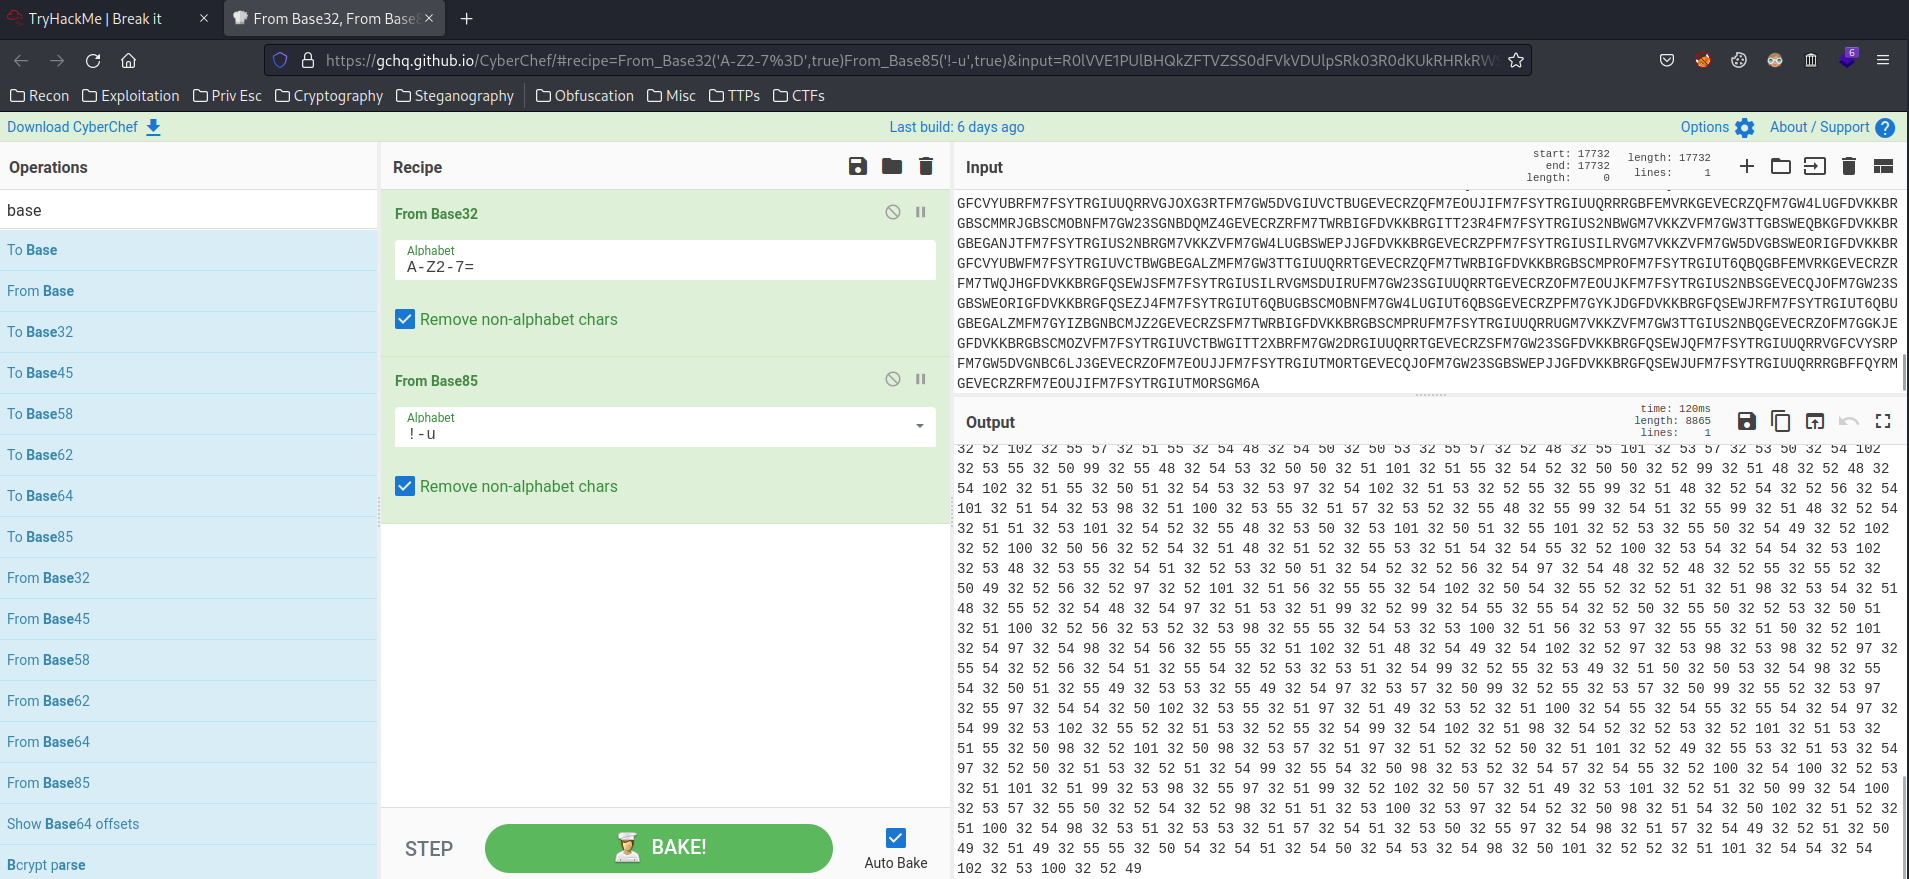 TryHackMe | Break it
From Base32, From Base8
https://gchq.github.io/CyberChef/#recipe=From_Base32('A-Z2-7%3D',true)From_Base85('!-u',true)&input=R0lVVE1PUlBHQkZFTVZSS0dFVkVDUlpSRk03R0dKUkRHRkRW
6
Recon
Exploitation
Priv Esc
Cryptography
Steganography
Obfuscation
Misc
TTPs
CTFs
Download CyberChef
Last build: 6 days ago
Options
About / Support
Operations
Recipe
Input
start: 17732
end: 17732
length: 0
length: 17732
lines: 1
base
To Base
From Base
To Base32
To Base45
To Base58
To Base62
To Base64
To Base85
From Base32
From Base45
From Base58
From Base62
From Base64
From Base85
Show Base64 offsets
Bcrypt parse
From Base32
Alphabet
A-Z2-7=
Remove non-alphabet chars
From Base85
Alphabet
!-u
Remove non-alphabet chars
STEP
BAKE!
Auto Bake
GFCVYUBRFM7FSYTRGIUUQRRVGJOXG3RTFM7GW5DVGIUVCTBUGEVECRZQFM7EOUJIFM7FSYTRGIUUQRRRGBFEMVRKGEVECRZQFM7GW4LUGFDVKKBR
GBSCMMRJGBSCMOBNFM7GW23SGNBDQMZ4GEVECRZRFM7TWRBIGFDVKKBRGITT23R4FM7FSYTRGIUS2NBWGM7VKKZVFM7GW3TTGBSWEQBKGFDVKKBR
GBEGANJTFM7FSYTRGIUS2NBRGM7VKKZVFM7GW4LUGBSWEPJJGFDVKKBRGEVECRZPFM7FSYTRGIUSILRVGM7VKKZVFM7GW5DVGBSWEORIGFDVKKBR
GFCVYUBWFM7FSYTRGIUVCTBWGBEGALZMFM7GW3TTGIUUQRRTGEVECRZQFM7TWRBIGFDVKKBRGBSCMPROFM7FSYTRGIUT6QBQGBFEMVRKGEVECRZR
FM7TWQJHGFDVKKBRGFQSEWJSFM7FSYTRGIUSILRVGMSDUIRUFM7GW23SGIUUQRRTGEVECRZOFM7EOUJKFM7FSYTRGIUS2NBSGEVECQJOFM7GW23S
GBSWEORIGFDVKKBRGFQSEZJ4FM7FSYTRGIUT6QBUGBSCMOBNFM7GW4LUGIUT6QBSGEVECRZPFM7GYKJDGFDVKKBRGFQSEWJRFM7FSYTRGIUT6QBU
GBEGALZMFM7GYIZBGNBCMJZ2GEVECRZSFM7TWRBIGFDVKKBRGBSCMPRUFM7FSYTRGIUUQRRUGM7VKKZVFM7GW3TTGIUS2NBQGEVECRZOFM7GGKJE
GFDVKKBRGBSCMOZVFM7FSYTRGIUVCTBWGITT2XBRFM7GW2DRGIUUQRRTGEVECRZSFM7GW23SGFDVKKBRGFQSEWJQFM7FSYTRGIUUQRRVGFCVYSRP
FM7GW5DVGNBC6LJ3GEVECRZOFM7EOUJJFM7FSYTRGIUTMORTGEVECQJOFM7GW23SGBSWEPJJGFDVKKBRGFQSEWJUFM7FSYTRGIUUQRRRGBFFQYRM
GEVECRZRFM7EOUJIFM7FSYTRGIUTMORSGM6A
Output
time: 120ms
length: 8865
lines: 1
32 52 102 32 55 57 32 51 55 32 54 48 32 54 50 32 50 53 32 55 57 32 52 48 32 55 101 32 53 57 32 53 50 32 54 102
32 53 55 32 50 99 32 55 48 32 54 53 32 50 50 32 51 101 32 51 55 32 54 52 32 50 50 32 52 99 32 51 48 32 52 48 32
54 102 32 51 55 32 50 51 32 54 53 32 53 97 32 54 102 32 51 53 32 52 55 32 55 99 32 51 48 32 52 54 32 52 56 32 54
101 32 51 54 32 53 98 32 51 100 32 53 55 32 51 57 32 53 52 32 55 48 32 55 99 32 54 51 32 55 99 32 51 48 32 52 54
32 51 51 32 53 101 32 54 52 32 55 48 32 53 50 32 53 101 32 50 51 32 55 101 32 52 53 32 55 50 32 54 49 32 52 102
32 52 100 32 50 56 32 52 54 32 51 48 32 51 52 32 55 53 32 51 54 32 54 55 32 52 100 32 53 54 32 54 54 32 53 102
32 53 48 32 53 55 32 54 51 32 52 53 32 50 51 32 54 52 32 52 56 32 54 97 32 54 48 32 52 48 32 52 55 32 55 52 32
50 49 32 52 56 32 52 97 32 52 101 32 51 56 32 55 55 32 54 102 32 50 54 32 55 52 32 52 51 32 51 98 32 53 54 32 51
48 32 55 52 32 54 48 32 54 97 32 51 53 32 51 99 32 52 99 32 54 55 32 55 54 32 52 50 32 55 50 32 52 53 32 50 51
32 51 100 32 52 56 32 53 52 32 53 98 32 55 55 32 54 53 32 53 100 32 51 56 32 53 97 32 55 55 32 51 50 32 52 101
32 54 97 32 54 98 32 54 56 32 55 55 32 51 102 32 51 48 32 54 49 32 54 102 32 52 97 32 53 98 32 53 98 32 52 97 32
55 54 32 52 56 32 54 51 32 55 54 32 52 53 32 53 51 32 54 99 32 52 55 32 53 49 32 51 50 32 50 53 32 54 98 32 55
54 32 50 51 32 55 49 32 53 53 32 55 49 32 54 97 32 53 57 32 50 99 32 52 55 32 53 57 32 50 99 32 55 52 32 53 97
32 55 97 32 54 54 32 50 102 32 53 55 32 51 97 32 51 49 32 53 52 32 51 100 32 54 55 32 54 55 32 55 54 32 54 97 32
54 99 32 53 102 32 55 52 32 51 53 32 52 55 32 54 99 32 54 102 32 51 98 32 54 52 32 52 53 32 52 101 32 51 53 32
51 55 32 50 98 32 52 101 32 50 98 32 53 57 32 51 97 32 51 52 32 52 50 32 51 101 32 52 49 32 55 53 32 51 53 32 54
97 32 52 50 32 51 53 32 52 51 32 54 99 32 55 54 32 50 98 32 53 52 32 54 57 32 54 55 32 52 100 32 54 100 32 52 53
32 51 101 32 51 99 32 53 98 32 55 97 32 51 99 32 52 102 32 50 57 32 51 49 32 53 101 32 52 51 32 50 99 32 54 100
32 53 57 32 55 50 32 52 54 32 52 98 32 51 51 32 53 100 32 53 97 32 54 52 32 50 98 32 51 54 32 50 102 32 51 52 32
51 100 32 54 98 32 53 51 32 53 53 32 51 57 32 54 51 32 53 50 32 55 97 32 54 98 32 51 57 32 54 49 32 52 51 32 50
49 32 51 49 32 55 55 32 50 54 32 54 51 32 54 50 32 54 53 32 54 98 32 50 101 32 52 52 32 51 101 32 54 54 32 54
102 32 53 100 32 52 49